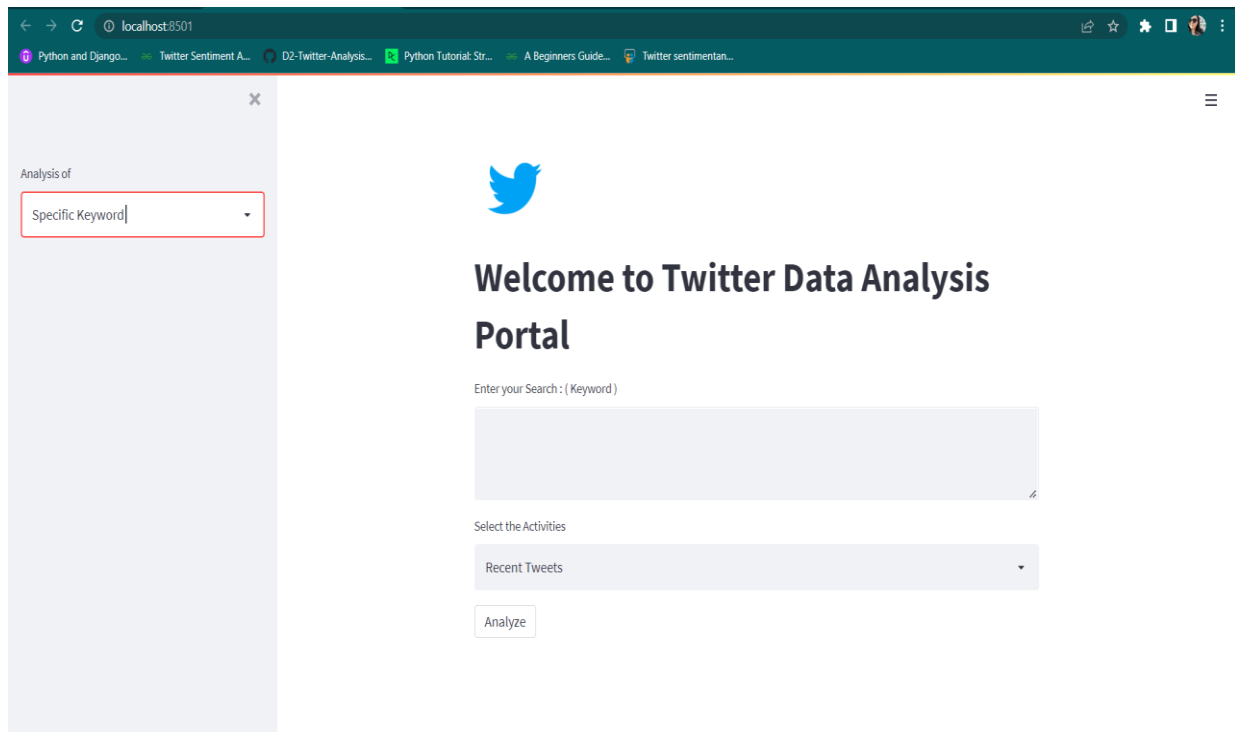 localhost:8501
Python and Django... Twitter Sentiment A... D2-Twitter-Analysis... Python Tutorial: Str... A Beginners Guide... Twitter sentimentan...
Analysis of
Specific Keyword
Welcome to Twitter Data Analysis
Portal
Enter your Search : ( Keyword )
Select the Activities
Recent Tweets
Analyze